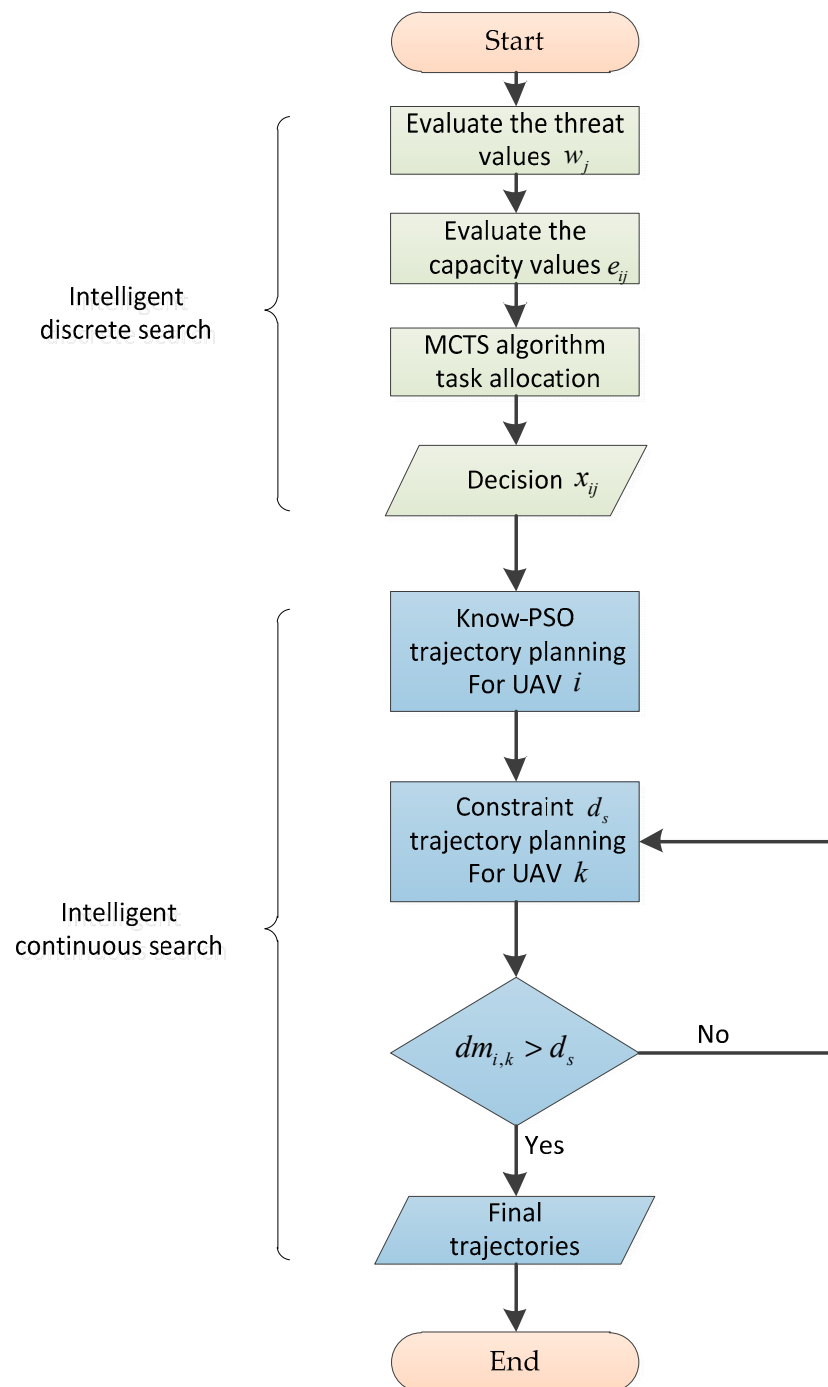 Start
Evaluate the threat
values w_j
Evaluate the
capacity values e_ij
MCTS algorithm
task allocation
Decision x_ij
Intelligent
discrete search
Know-PSO
trajectory planning
For UAV i
Constraint d_s
trajectory planning
For UAV k
Intelligent
continuous search
dm_i,k > d_s
No
Yes
Final
trajectories
End